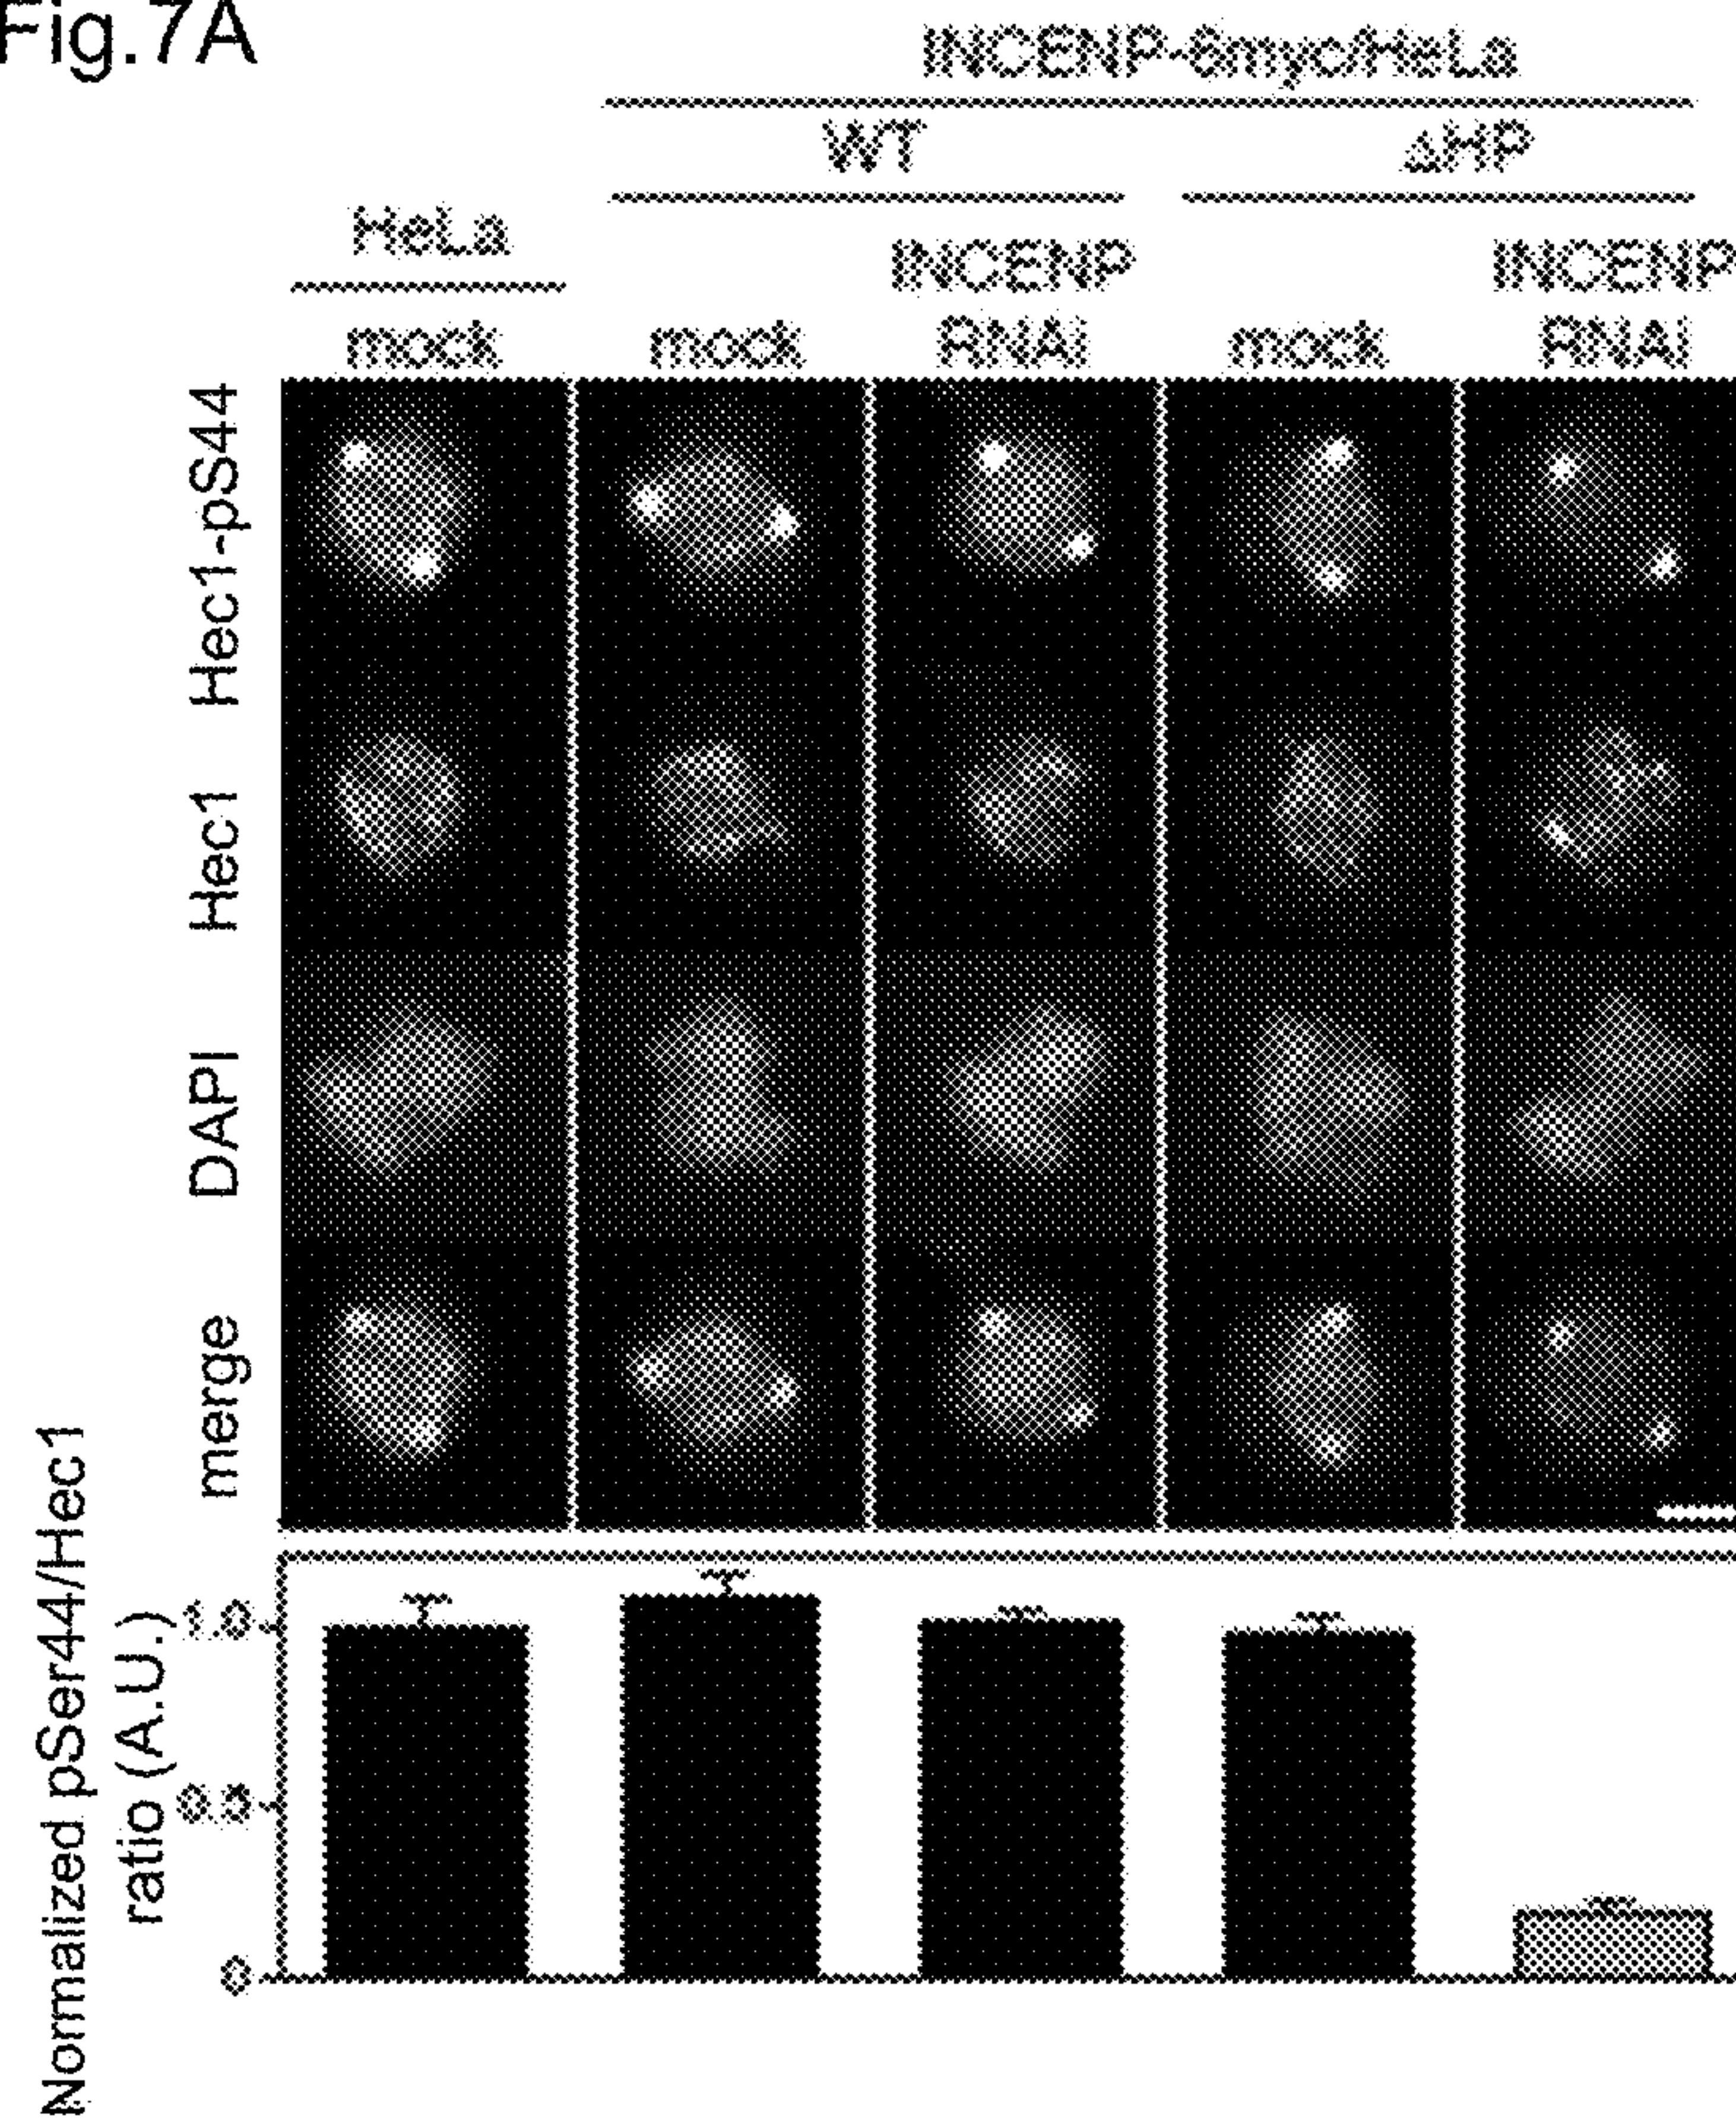 Fig.7A
INCENP-6myc/HeLa
WT
ΔHP
HeLa
INCENP
INCENP
mock
mock
RNAi
mock
RNAi
Hec1-pS44
Hec1
DAPI
merge
Normalized pSer44/Hec1
ratio (A.U.)
1.0
0.5
0